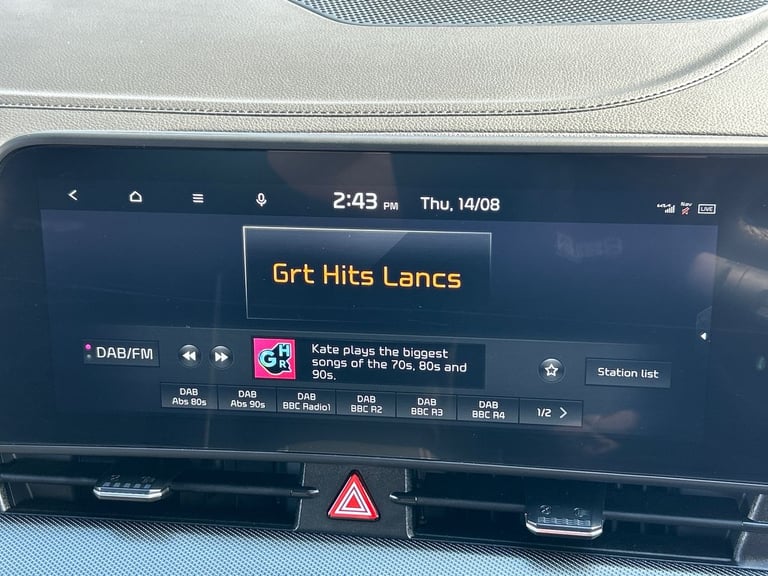 2:43 PM Thu, 14/08
Nav
LIVE
Grt Hits Lancs
DAB/FM
GHR
Kate plays the biggest
songs of the 70s, 80s and
90s.
Station list
DAB
Abs 80s
DAB
Abs 90s
DAB
BBC Radio1
DAB
BBC R2
DAB
BBC R3
DAB
BBC R4
1/2